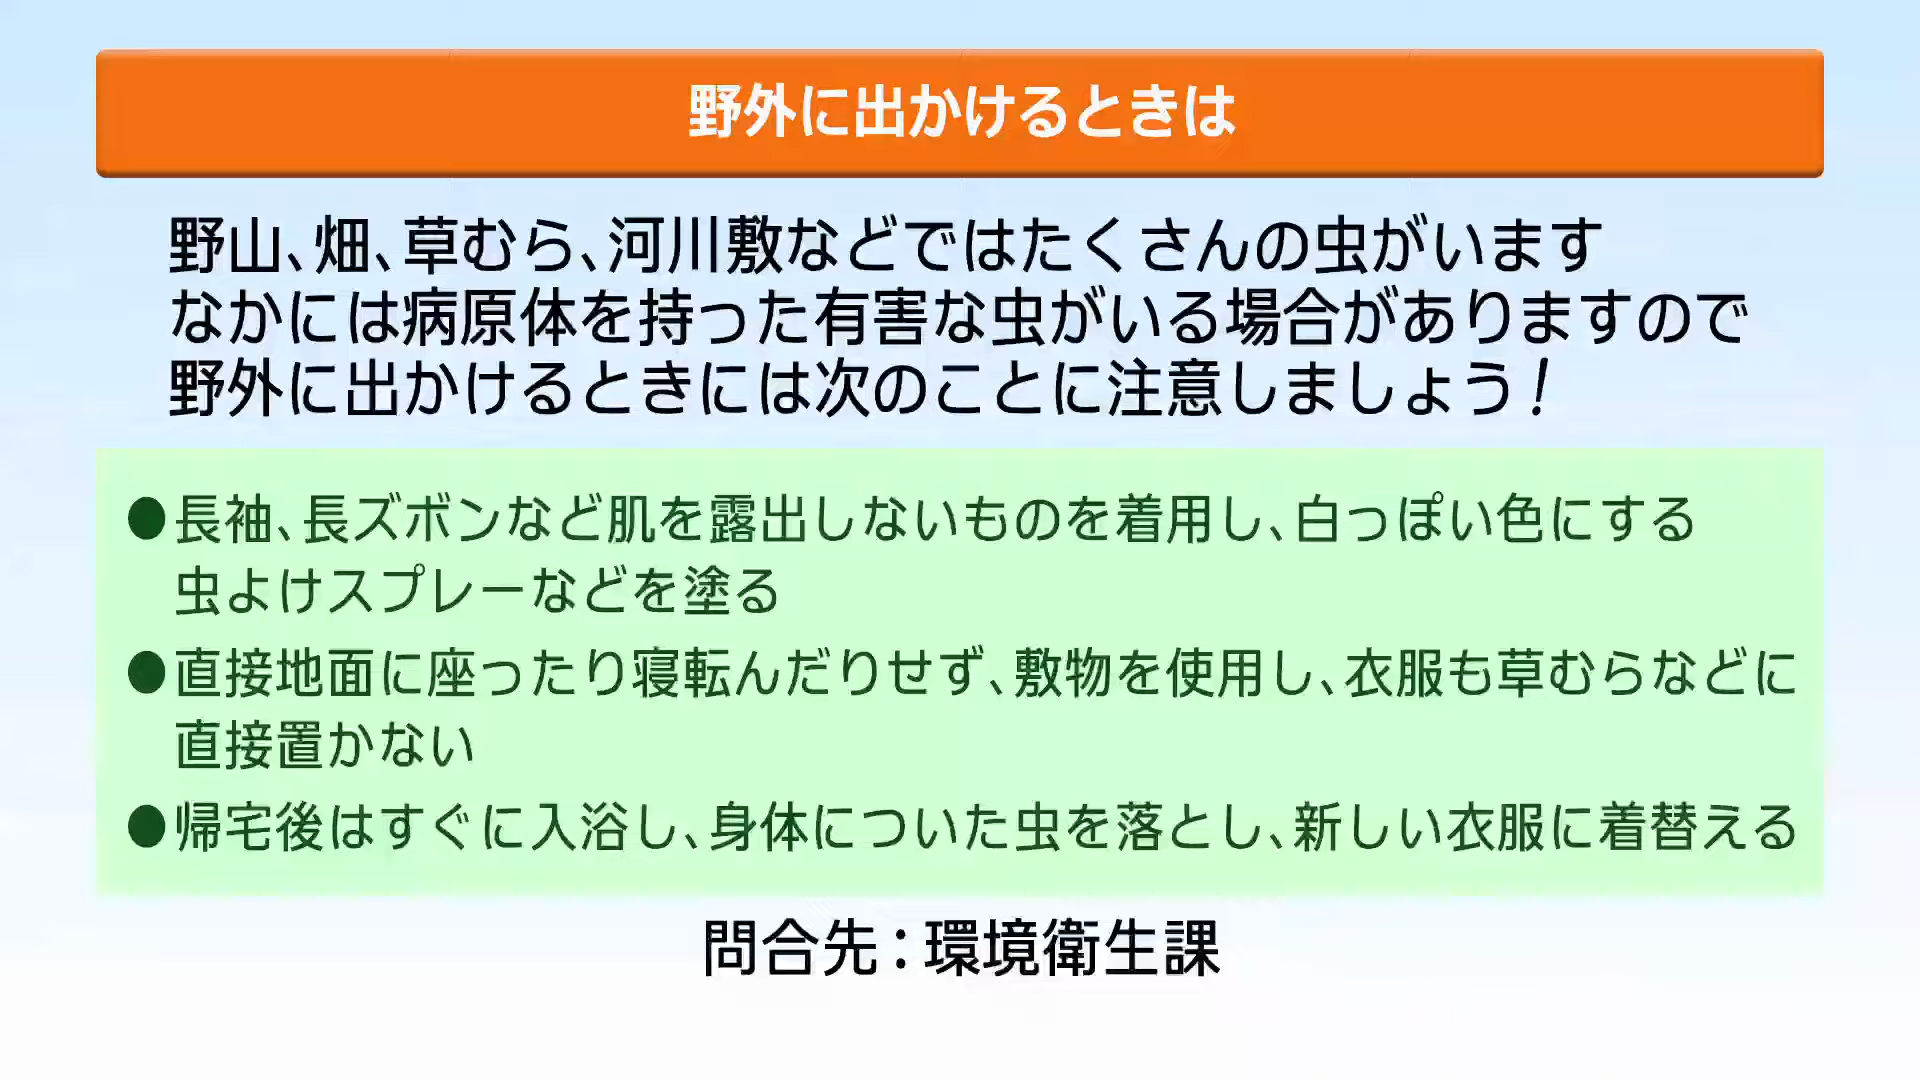 野外に出かけるときは
野山、畑、草むら、河川敷などではたくさんの虫がいます
なかには病原体を持った有害な虫がいる場合がありますので
野外に出かけるときには次のことに注意しましょう!
●長袖、長ズボンなど肌を露出しないものを着用し、白っぽい色にする
虫よけスプレーなどを塗る
●直接地面に座ったり寝転んだりせず、敷物を使用し、衣服も草むらなどに
直接置かない
●帰宅後はすぐに入浴し、身体についた虫を落とし、新しい衣服に着替える
問合先:環境衛生課